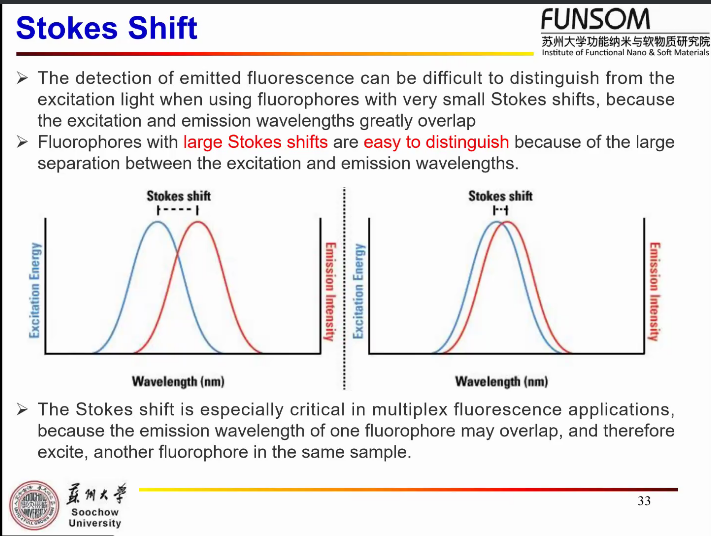 Stokes Shift
FUNSOM
苏州大学功能纳米与软物质研究院
Institute of Functional Nano & Soft Materials
➢ The detection of emitted fluorescence can be difficult to distinguish from the
excitation light when using fluorophores with very small Stokes shifts, because
the excitation and emission wavelengths greatly overlap
➢ Fluorophores with large Stokes shifts are easy to distinguish because of the large
separation between the excitation and emission wavelengths.
Stokes shift
Excitation Energy
Emission Intensity
Wavelength (nm)
Stokes shift
Excitation Energy
Emission Intensity
Wavelength (nm)
➢ The Stokes shift is especially critical in multiplex fluorescence applications,
because the emission wavelength of one fluorophore may overlap, and therefore
excite, another fluorophore in the same sample.
蘇州大學
Soochow
University
33